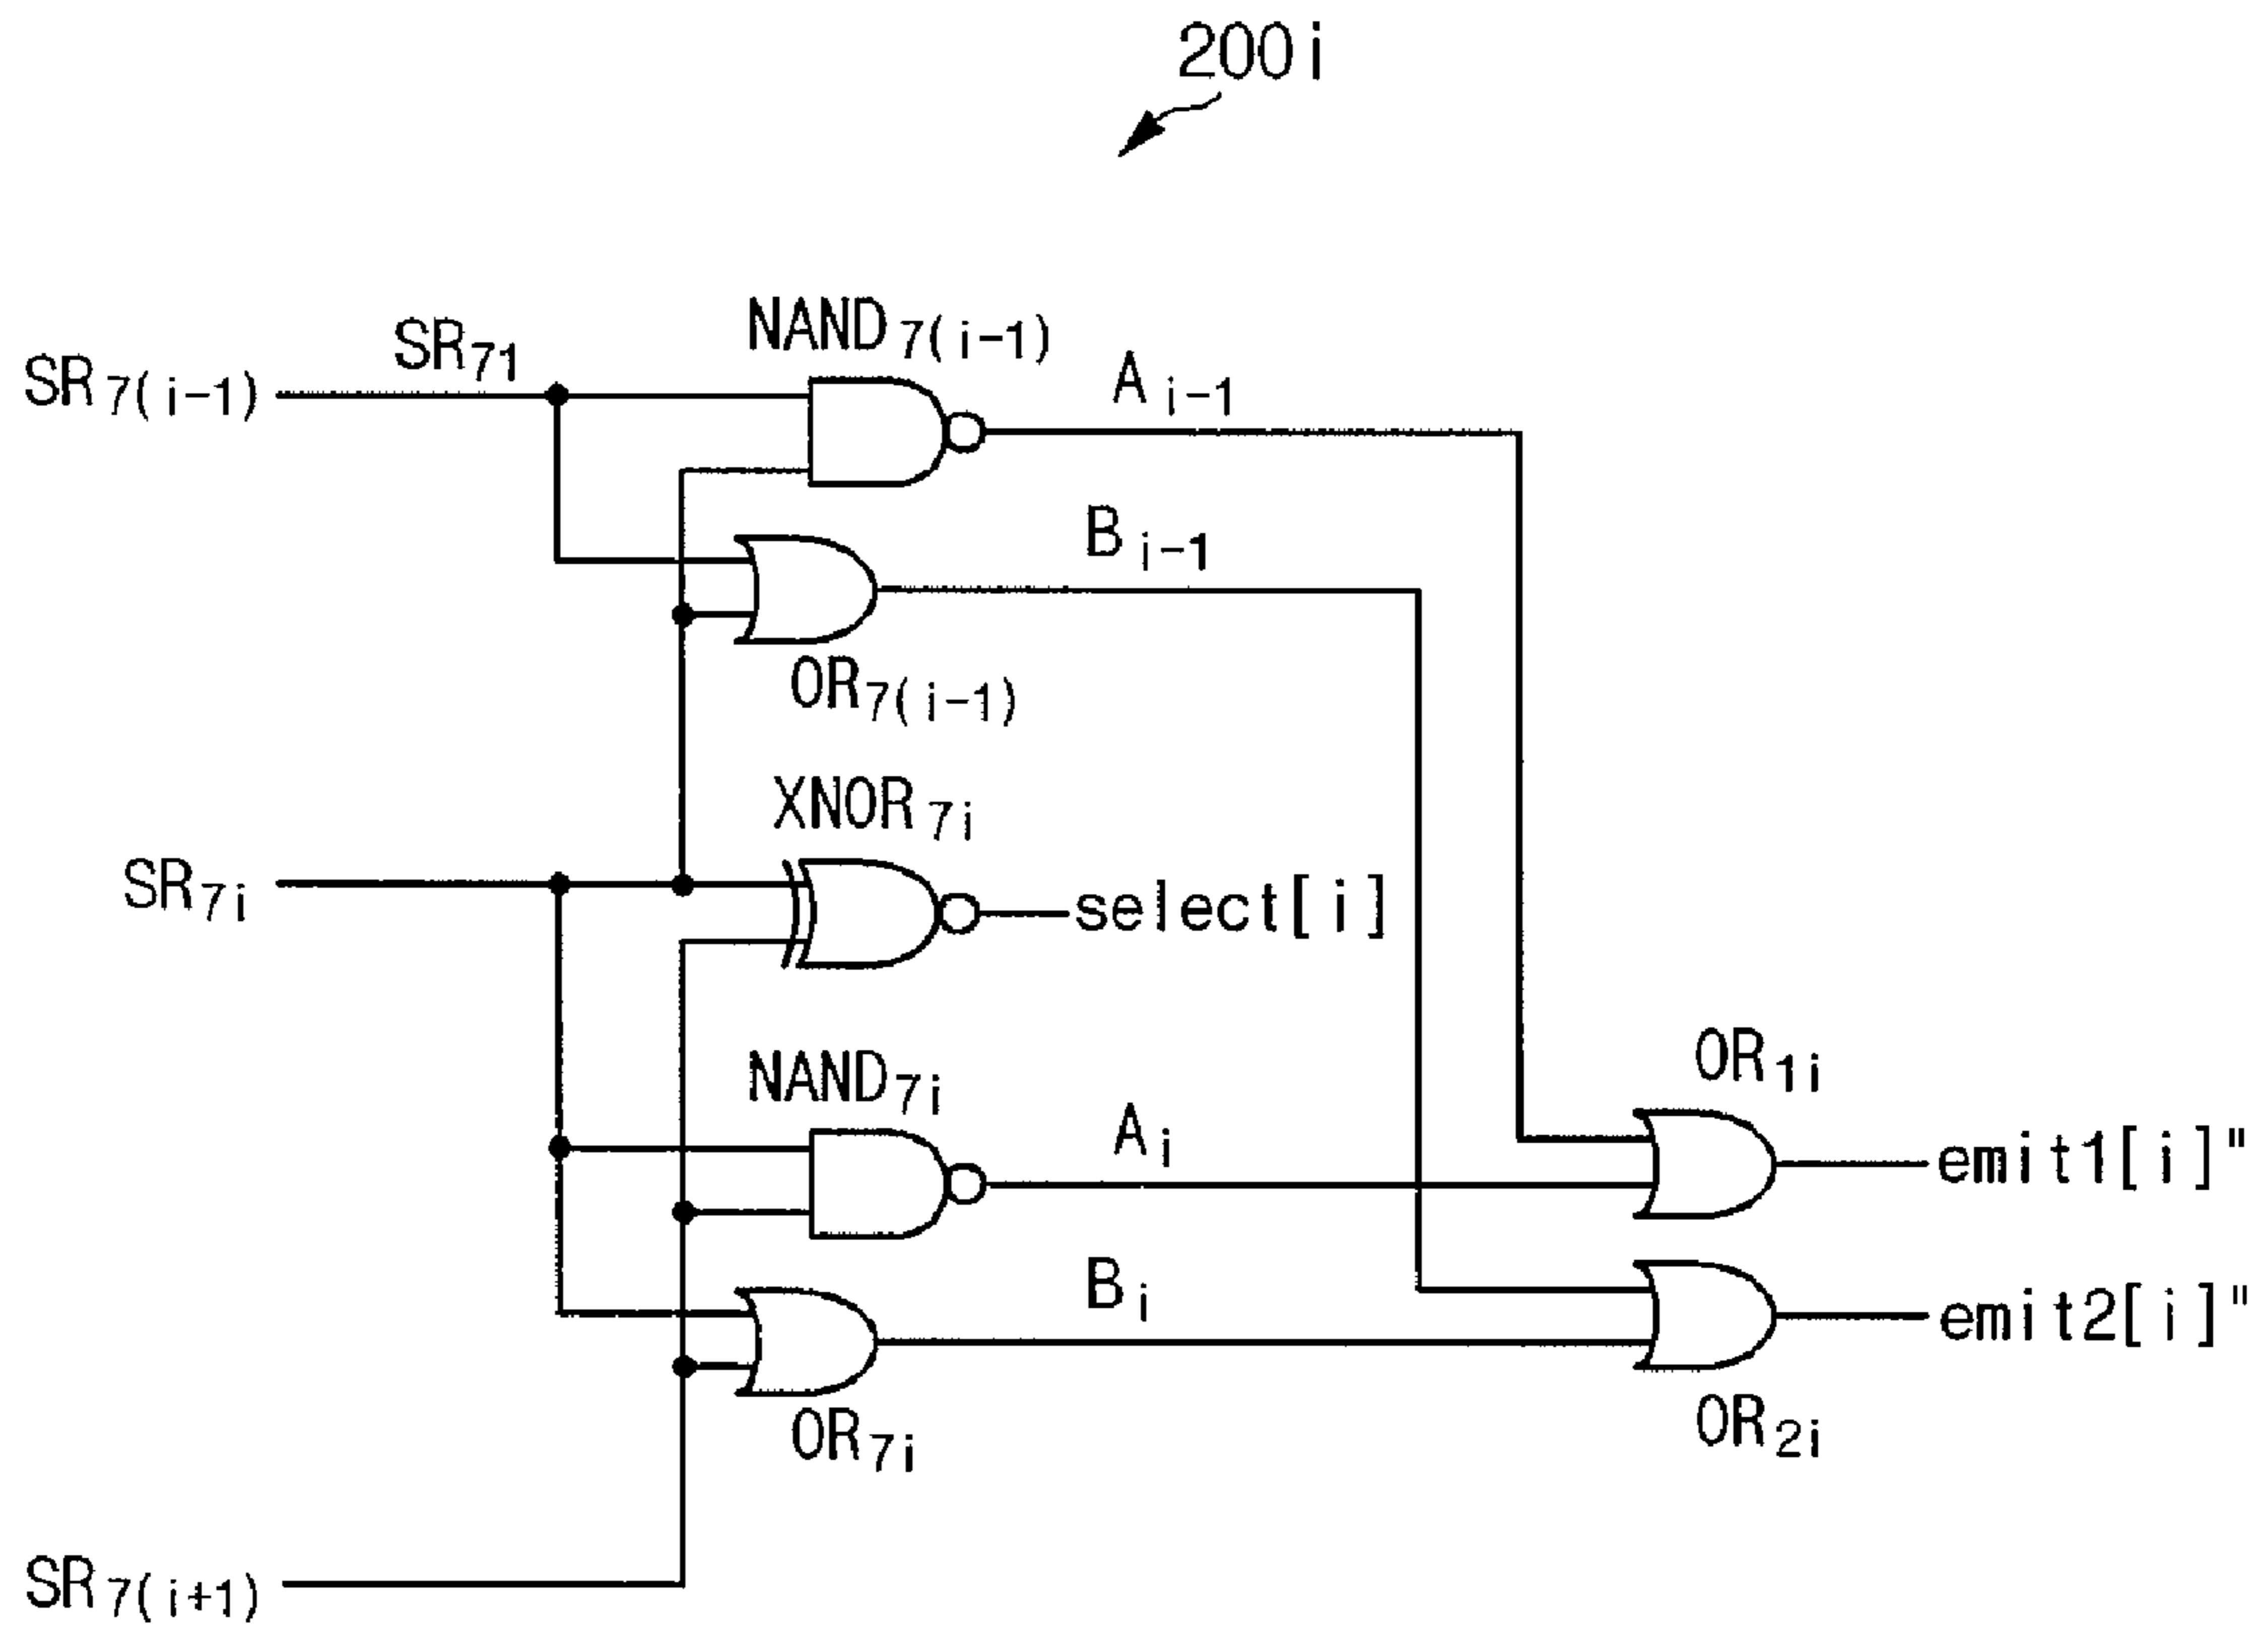 200i
SR7(i-1)
SR71
NAND7(i-1)
Ai-1
Bi-1
OR7(i-1)
XNOR7i
SR7i
select[i]
NAND7i
Ai
OR1i
emit1[i]"
Bi
emit2[i]"
OR7i
OR2i
SR7(i+1)